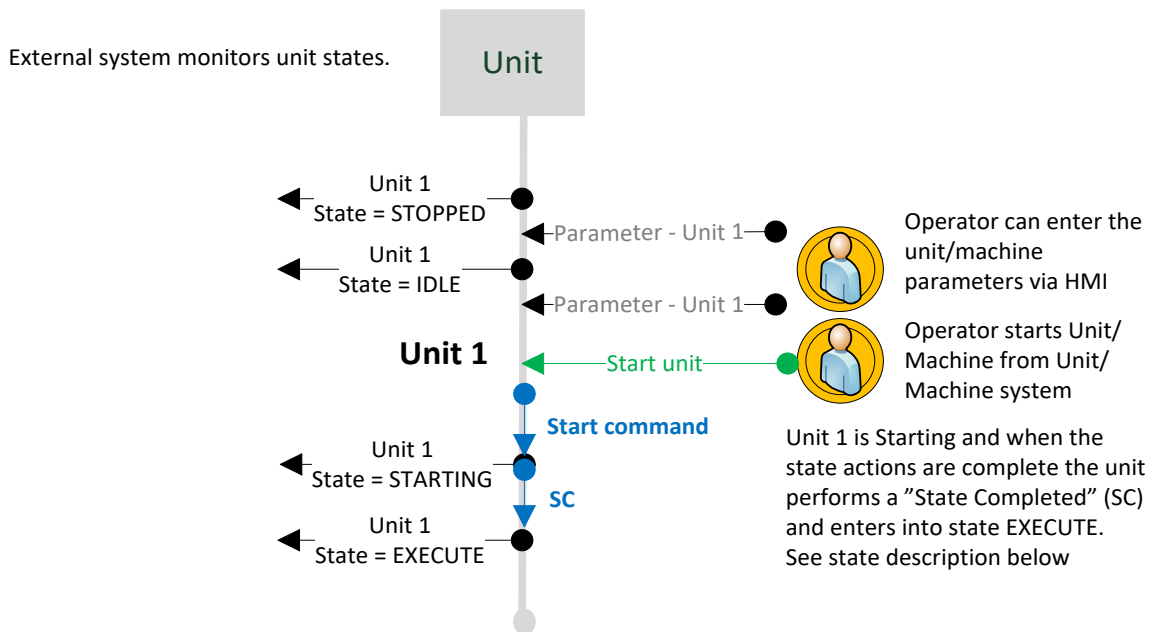 External system monitors unit states.
Unit
Unit 1
State = STOPPED
Parameter - Unit 1
Operator can enter the
unit/machine
parameters via HMI
Unit 1
State = IDLE
Parameter - Unit 1
Unit 1
Start unit
Operator starts Unit/
Machine from Unit/
Machine system
Start command
Unit 1
State = STARTING
SC
Unit 1 is Starting and when the
state actions are complete the unit
performs a ”State Completed” (SC)
and enters into state EXECUTE.
See state description below
Unit 1
State = EXECUTE